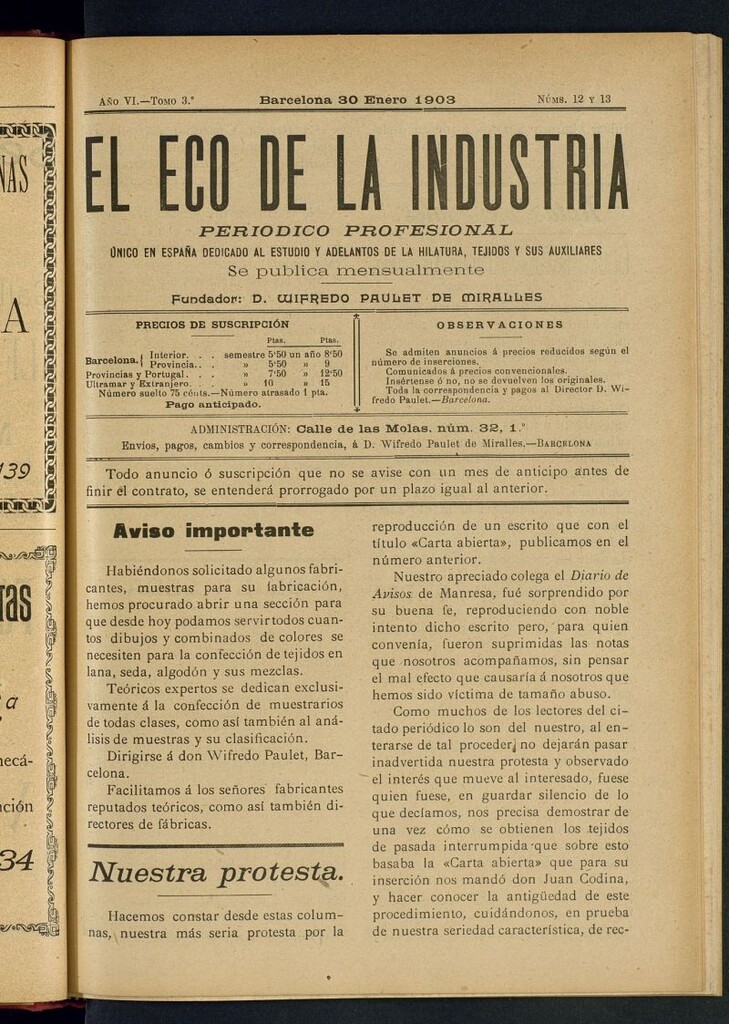 NAS
A
139
TAS
a
necá-
ción
34
AÑO VI.—TOMO 3.º Barcelona 30 Enero 1903 NÚMS. 12 Y 13
EL ECO DE LA INDUSTRIA
PERIODICO PROFESIONAL
ÚNICO EN ESPAÑA DEDICADO AL ESTUDIO Y ADELANTOS DE LA HILATURA, TEJIDOS Y SUS AUXILIARES
Se publica mensualmente
Fundador: D. WIFREDO PAULET DE MIRALLES
PRECIOS DE SUSCRIPCIÓN
Ptas. Ptas.
Barcelona. { Interior. . . . semestre 5'50 un año 8'50
Provincia. . . » 5'50 » 9
Provincias y Portugal. . . . » 7'50 » 12'50
Ultramar y Extranjero. . . . » 10 » 15
Número suelto 75 cénts.—Número atrasado 1 pta.
Pago anticipado.
OBSERVACIONES
Se admiten anuncios á precios reducidos según el
número de inserciones.
Comunicados á precios convencionales.
Insértense ó no, no se devuelven los originales.
Toda la correspondencia y pagos al Director D. Wi-
fredo Paulet.—Barcelona.
ADMINISTRACIÓN: Calle de las Molas, núm. 32, 1.º
Envíos, pagos, cambios y correspondencia, á D. Wifredo Paulet de Miralles.—BARCELONA
Todo anuncio ó suscripción que no se avise con un mes de anticipo antes de
finir el contrato, se entenderá prorrogado por un plazo igual al anterior.
Aviso importante
Habiéndonos solicitado algunos fabri-
cantes, muestras para su fabricación,
hemos procurado abrir una sección para
que desde hoy podamos servir todos cuan-
tos dibujos y combinados de colores se
necesiten para la confección de tejidos en
lana, seda, algodón y sus mezclas.
Teóricos expertos se dedican exclusi-
vamente á la confección de muestrarios
de todas clases, como así también al aná-
lisis de muestras y su clasificación.
Dirigirse á don Wifredo Paulet, Bar-
celona.
Facilitamos á los señores fabricantes
reputados teóricos, como así también di-
rectores de fábricas.
Nuestra protesta.
Hacemos constar desde estas colum-
nas, nuestra más seria protesta por la
reproducción de un escrito que con el
título «Carta abierta», publicamos en el
número anterior.
Nuestro apreciado colega el Diario de
Avisos de Manresa, fué sorprendido por
su buena fe, reproduciendo con noble
intento dicho escrito pero, para quien
convenía, fueron suprimidas las notas
que nosotros acompañamos, sin pensar
el mal efecto que causaría á nosotros que
hemos sido víctima de tamaño abuso.
Como muchos de los lectores del ci-
tado periódico lo son del nuestro, al en-
terarse de tal proceder, no dejarán pasar
inadvertida nuestra protesta y observado
el interés que mueve al interesado, fuese
quien fuese, en guardar silencio de lo
que decíamos, nos precisa demostrar de
una vez cómo se obtienen los tejidos
de pasada interrumpida que sobre esto
basaba la «Carta abierta» que para su
inserción nos mandó don Juan Codina,
y hacer conocer la antigüedad de este
procedimiento, cuidándonos, en prueba
de nuestra seriedad característica, de rec-